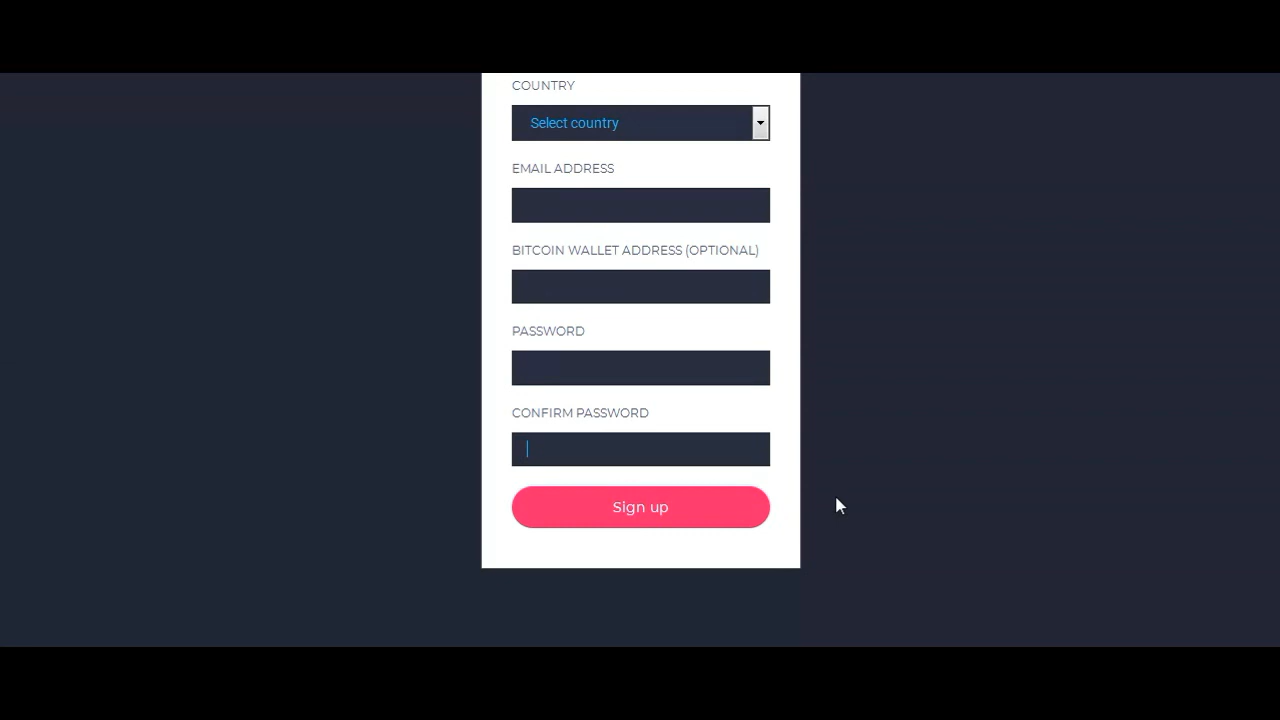 COUNTRY
Select country
EMAIL ADDRESS
BITCOIN WALLET ADDRESS (OPTIONAL)
PASSWORD
CONFIRM PASSWORD
Sign up